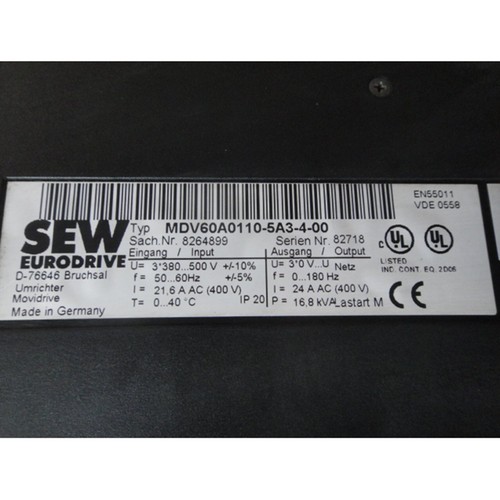 SEW
EURODRIVE
D-76646 Bruchsal
Umrichter
Movidrive
Made in Germany
Typ MDV60A0110-5A3-4-00
Sach.Nr. 8264899 Serien Nr. 82718
Eingang / Input Ausgang / Output
U= 3*380...500 V +/-10% U= 3*0 V...U Netz
f = 50...60Hz +/-5% f = 0...180 Hz
I = 21,6 A AC (400 V) I = 24 A AC (400 V)
T= 0...40 °C IP 20 P = 16,8 kVA Lastart M
EN55011
VDE 0558
C UL UL
LISTED
IND. CONT. EQ. 2D06
CE